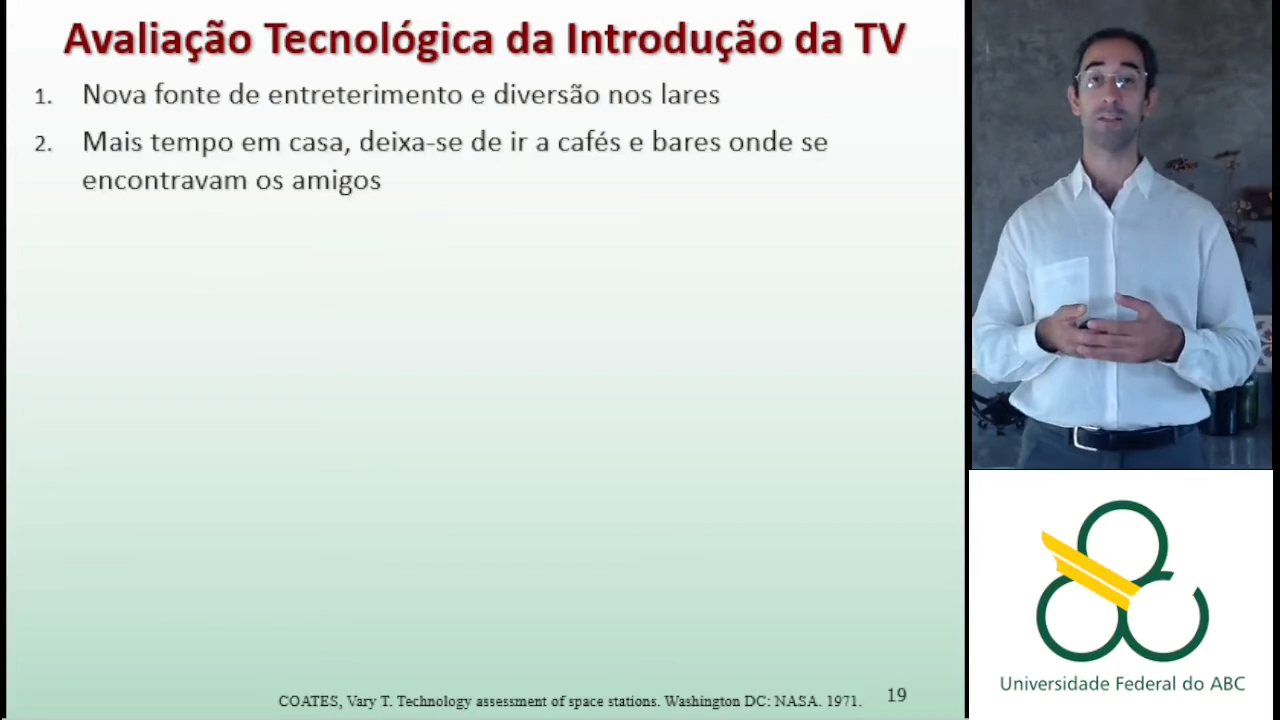 Avaliação Tecnológica da Introdução da TV
1. Nova fonte de entreterimento e diversão nos lares
2. Mais tempo em casa, deixa-se de ir a cafés e bares onde se
encontravam os amigos
COATES, Vary T. Technology assessment of space stations. Washington DC: NASA. 1971.
19
Universidade Federal do ABC